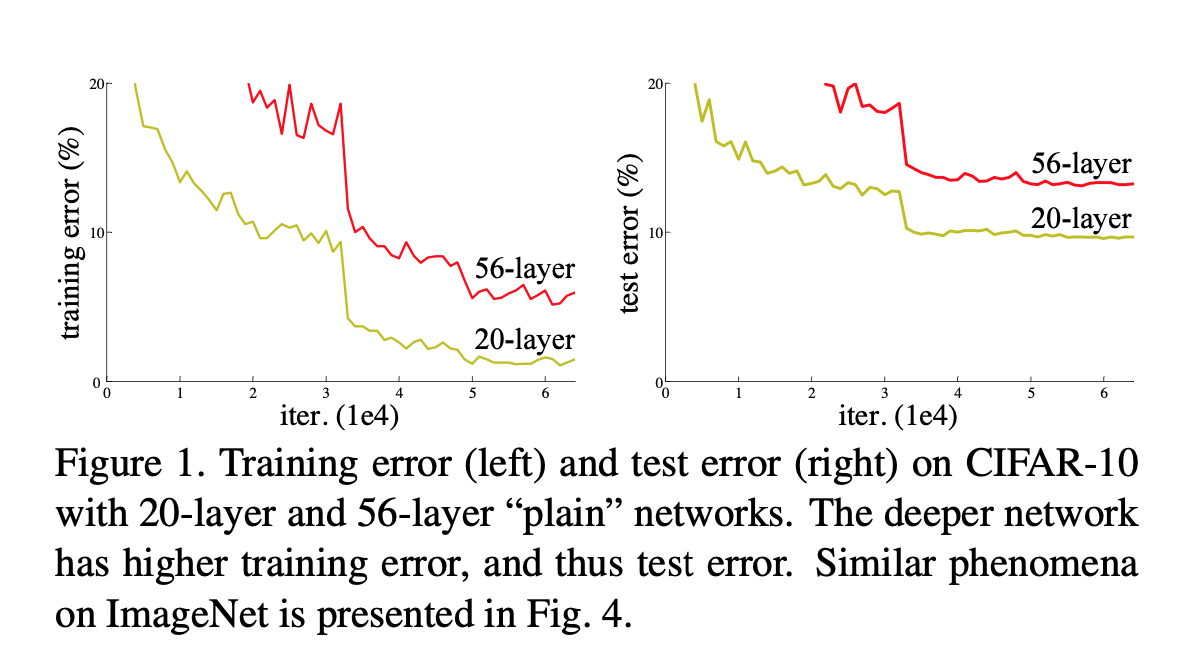 20
10
0
training error (%)
0 1 2 3 4 5 6
iter. (1e4)
56-layer
20-layer
20
10
0
test error (%)
0 1 2 3 4 5 6
iter. (1e4)
56-layer
20-layer
Figure 1. Training error (left) and test error (right) on CIFAR-10
with 20-layer and 56-layer “plain” networks. The deeper network
has higher training error, and thus test error. Similar phenomena
on ImageNet is presented in Fig. 4.